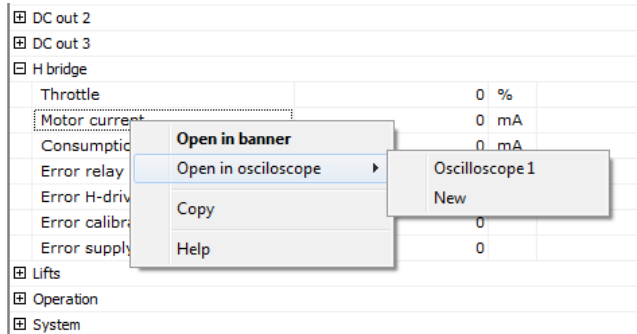 DC out 2
DC out 3
H bridge
Throttle 0 %
Motor current 0 mA
Open in banner
Consumptio 0 mA
Open in osciloscope
Oscilloscope 1
Error relay
New
Error H-driv
Copy
Error calibra 0
Error supply 0
Help
Lifts
Operation
System